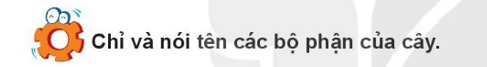 Chỉ và nói tên các bộ phận của cây.